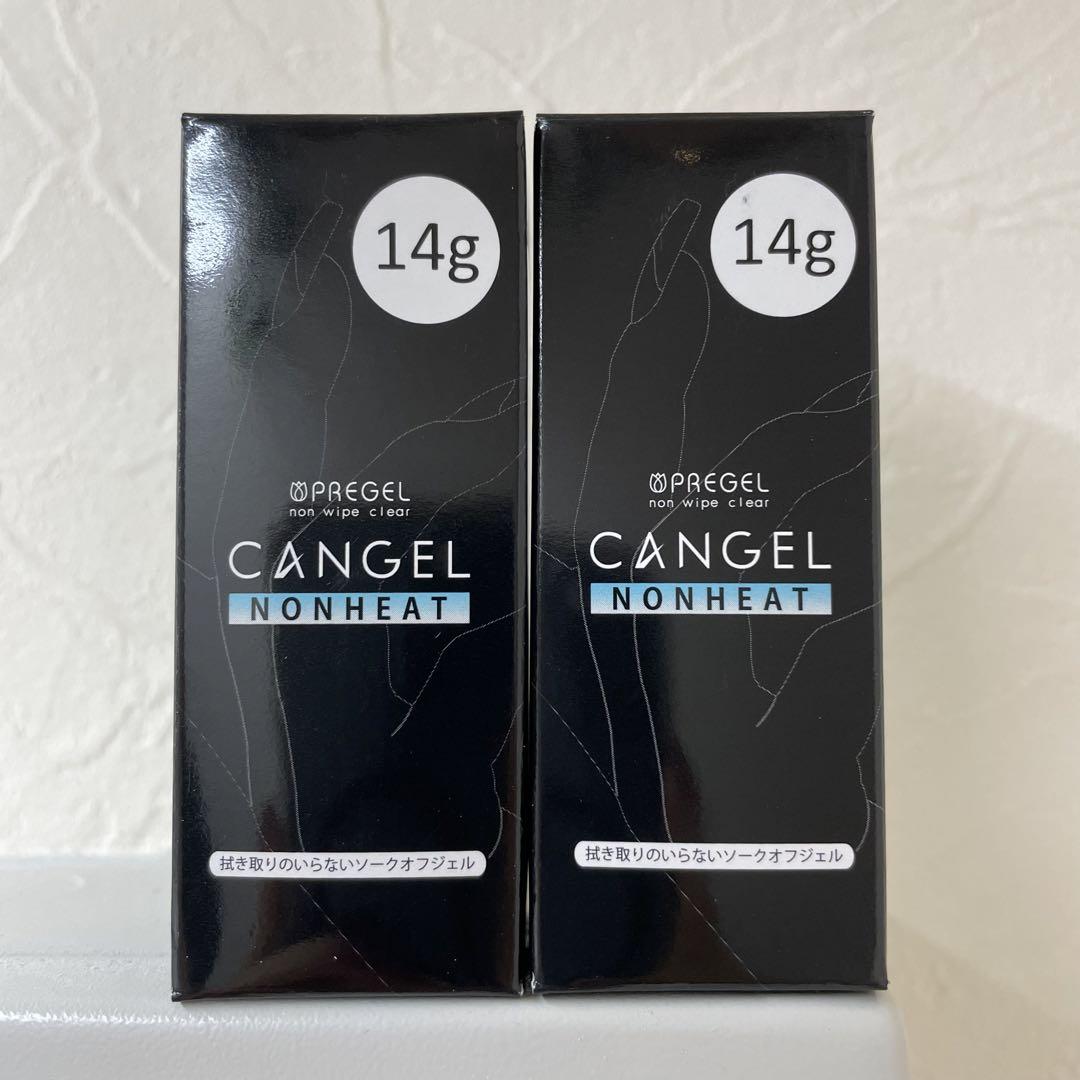 14g
PREGEL
non wipe clear
CANGEL
NONHEAT
拭き取りのいらないソークオフジェル
14g
PREGEL
non wipe clear
CANGEL
NONHEAT
拭き取りのいらないソークオフジェル